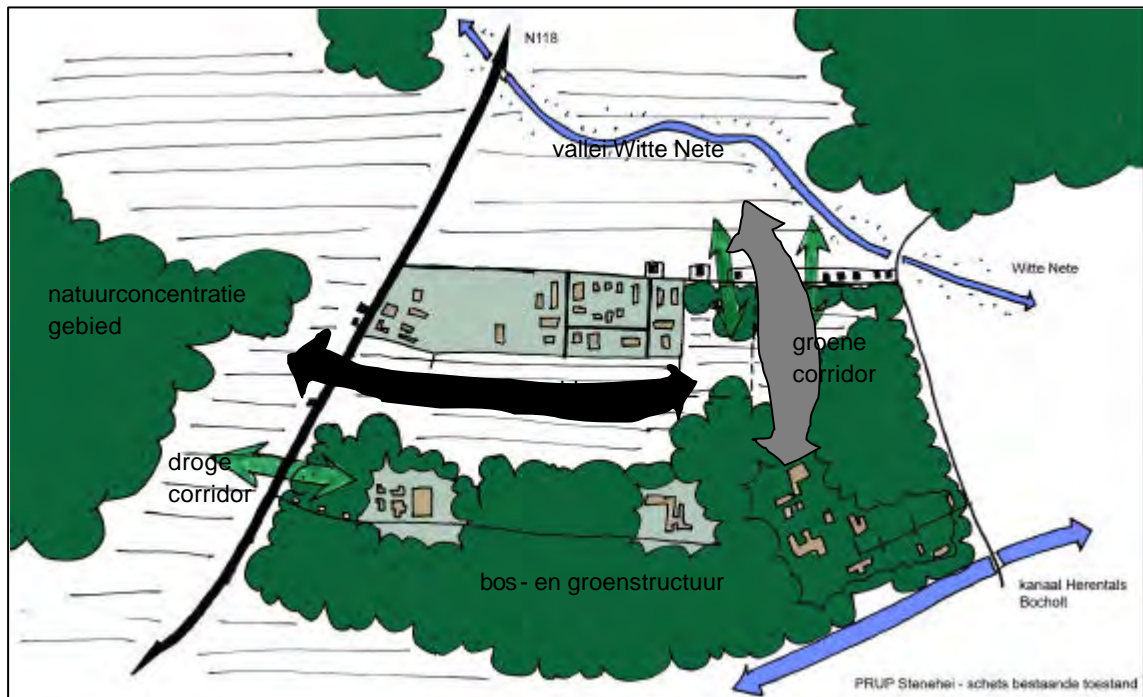 N118
vallei Witte Nete
Witte Nete
natuurconcentratie
gebied
groene
corridor
droge
corridor
bos- en groenstructuur
kanaal Herentals
Bocholt
PRUP Stenehei - schets bestaande toestand